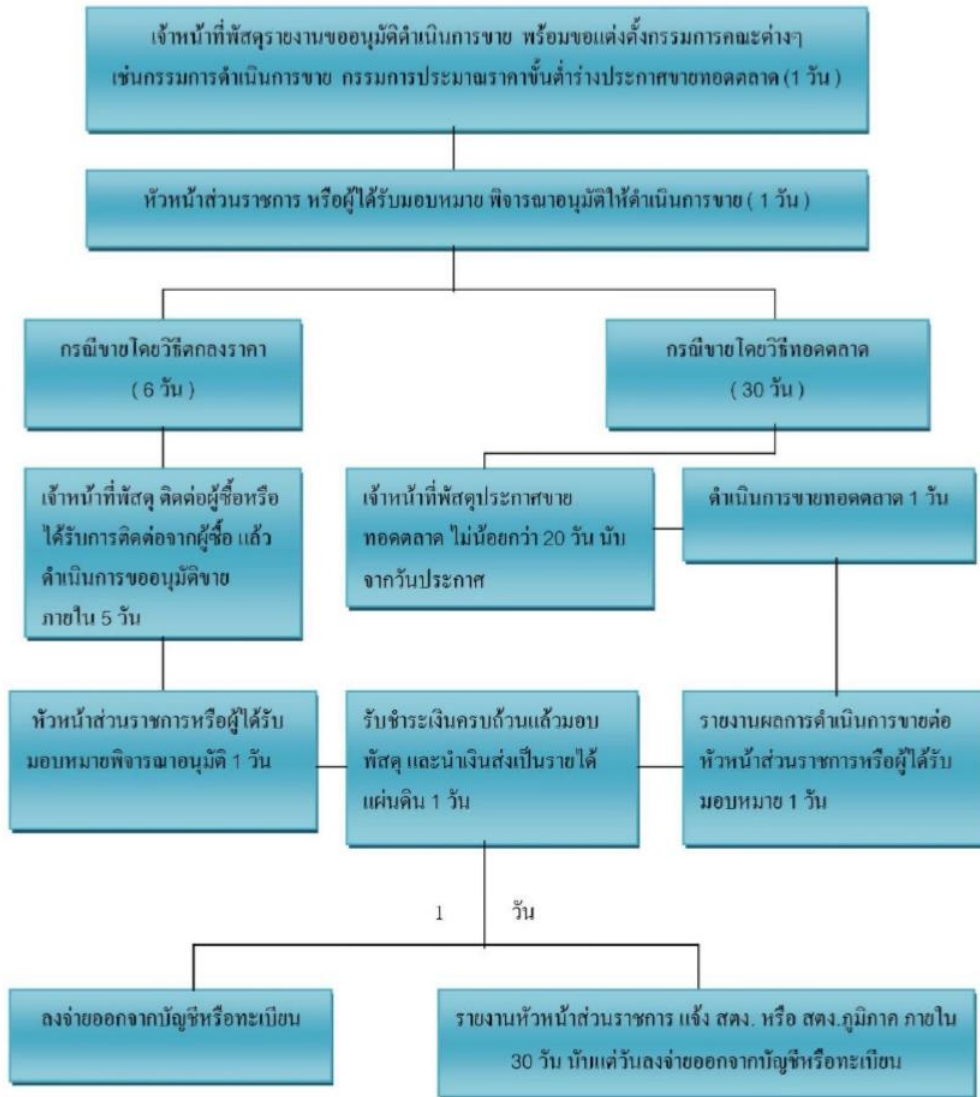 เจ้าหน้าที่พัสดุรายงานขออนุมัติดำเนินการขาย พร้อมขอแต่งตั้งกรรมการคณะต่างๆ
เช่นกรรมการดำเนินการขาย กรรมการประมาณราคาขั้นต่ำร่างประกาศขายทอดตลาด (1 วัน )
หัวหน้าส่วนราชการ หรือผู้ได้รับมอบหมาย พิจารณาอนุมัติให้ดำเนินการขาย ( 1 วัน )
กรณีขายโดยวิธีตกลงราคา
( 6 วัน )
กรณีขายโดยวิธีทอดตลาด
( 30 วัน )
เจ้าหน้าที่พัสดุ ติดต่อผู้ซื้อหรือ
ได้รับการติดต่อจากผู้ซื้อ แล้ว
ดำเนินการขออนุมัติขาย
ภายใน 5 วัน
เจ้าหน้าที่พัสดุประกาศขาย
ทอดตลาด ไม่น้อยกว่า 20 วัน นับ
จากวันประกาศ
ดำเนินการขายทอดตลาด 1 วัน
หัวหน้าส่วนราชการหรือผู้ได้รับ
มอบหมายพิจารณาอนุมัติ 1 วัน
รับชำระเงินครบถ้วนแล้วมอบ
พัสดุ และนำเงินส่งเป็นรายได้
แผ่นดิน 1 วัน
รายงานผลการดำเนินการขายต่อ
หัวหน้าส่วนราชการหรือผู้ได้รับ
มอบหมาย 1 วัน
1 วัน
ลงจ่ายออกจากบัญชีหรือทะเบียน
รายงานหัวหน้าส่วนราชการ แจ้ง สตง. หรือ สตง.ภูมิภาค ภายใน
30 วัน นับแต่วันลงจ่ายออกจากบัญชีหรือทะเบียน